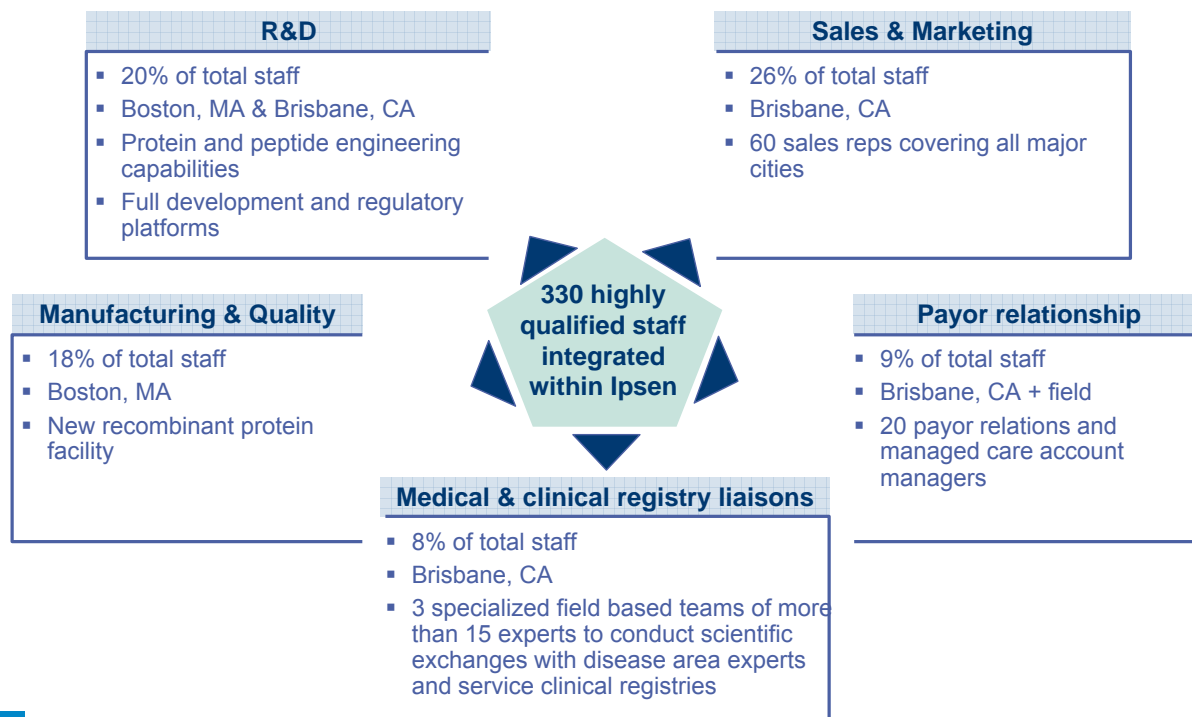 R&D
▪ 20% of total staff
▪ Boston, MA & Brisbane, CA
▪ Protein and peptide engineering
capabilities
▪ Full development and regulatory
platforms
Sales & Marketing
▪ 26% of total staff
▪ Brisbane, CA
▪ 60 sales reps covering all major
cities
330 highly
qualified staff
integrated
within Ipsen
Manufacturing & Quality
▪ 18% of total staff
▪ Boston, MA
▪ New recombinant protein
facility
Payor relationship
▪ 9% of total staff
▪ Brisbane, CA + field
▪ 20 payor relations and
managed care account
managers
Medical & clinical registry liaisons
▪ 8% of total staff
▪ Brisbane, CA
▪ 3 specialized field based teams of more
than 15 experts to conduct scientific
exchanges with disease area experts
and service clinical registries